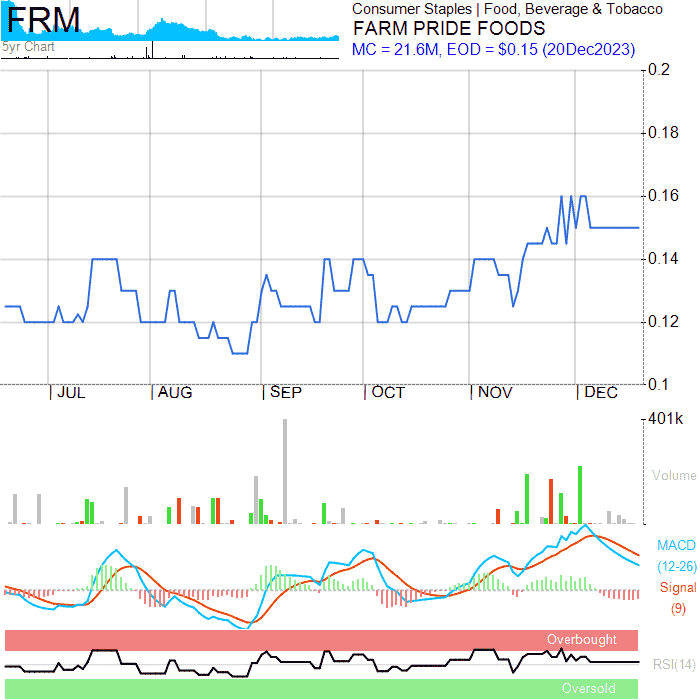 FRM
5yr Chart
Consumer Staples | Food, Beverage & Tobacco
FARM PRIDE FOODS
MC = 21.6M, EOD = $0.15 (20Dec2023)
0.2
0.18
0.16
0.14
0.12
0.1
JUL AUG SEP OCT NOV DEC
401k
Volume
MACD
(12-26)
Signal
(9)
Overbought
RSI(14)
Oversold